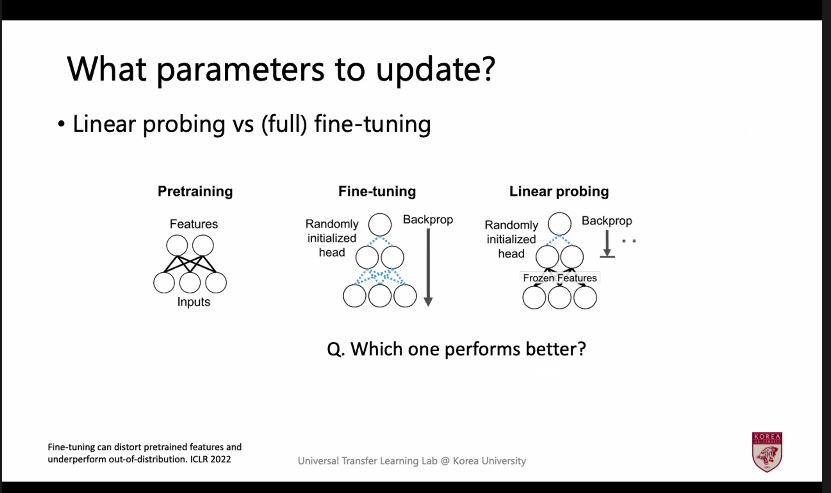 What parameters to update?
• Linear probing vs (full) fine-tuning
Pretraining
Features
Inputs
Fine-tuning
Randomly
initialized
head
Backprop
Linear probing
Randomly
initialized
head
Backprop
Frozen Features
Q. Which one performs better?
Fine-tuning can distort pretrained features and
underperform out-of-distribution. ICLR 2022
Universal Transfer Learning Lab @ Korea University
KOREA